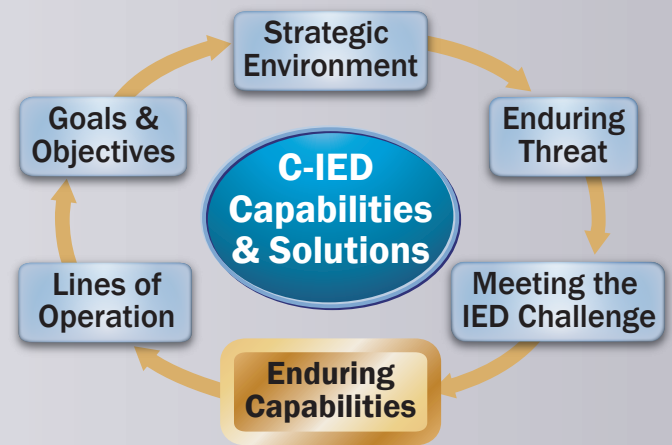 Strategic
Environment
Enduring
Threat
Meeting the
IED Challenge
Enduring
Capabilities
Lines of
Operation
Goals &
Objectives
C-IED
Capabilities
& Solutions